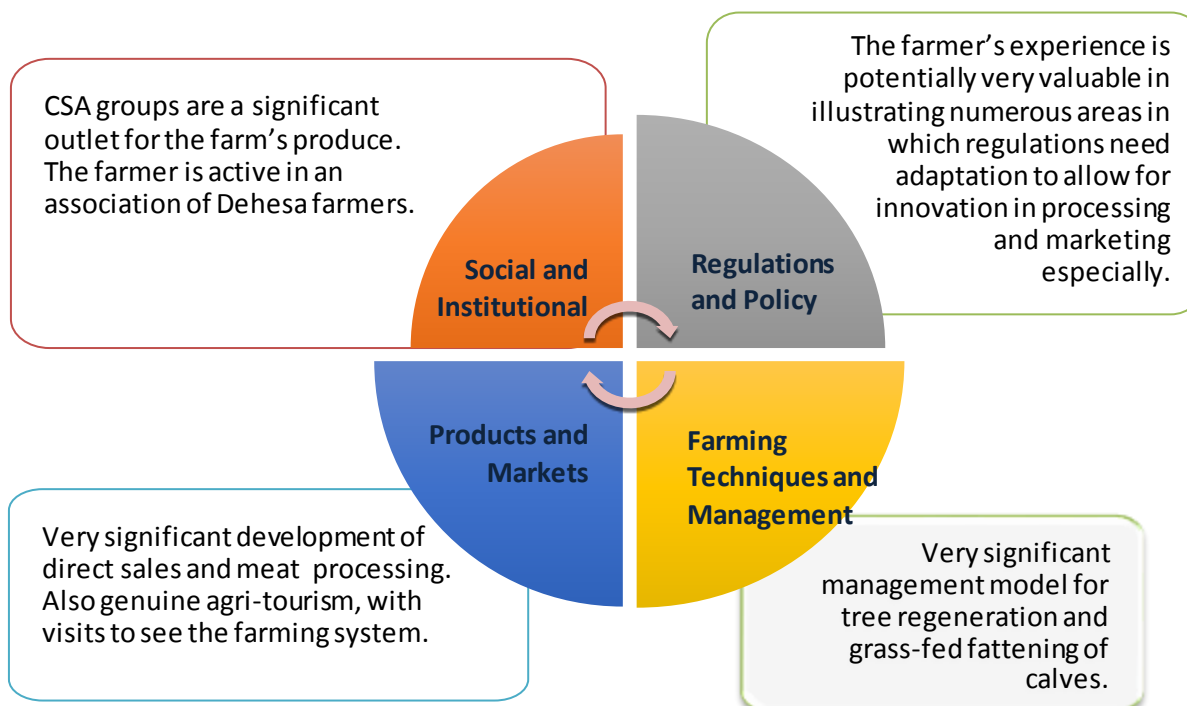 CSA groups are a significant
outlet for the farm's produce.
The farmer is active in an
association of Dehesa farmers.
The farmer's experience is
potentially very valuable in
illustrating numerous areas in
which regulations need
adaptation to allow for
innovation in processing
and marketing
especially.
Social and
Institutional
Regulations
and Policy
Products and
Markets
Farming
Techniques and
Management
Very significant development of
direct sales and meat processing.
Also genuine agri-tourism, with
visits to see the farming system.
Very significant
management model for
tree regeneration and
grass-fed fattening of
calves.